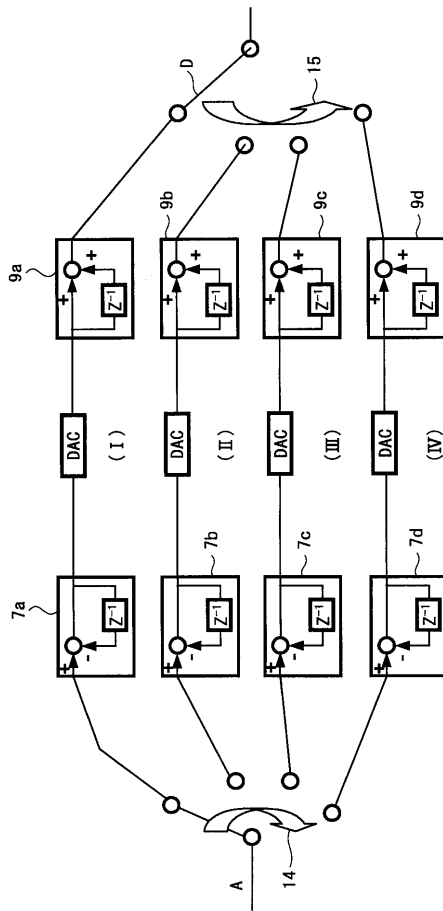 A
14
7a
+
-
Z⁻¹
DAC
(I)
9a
+
+
Z⁻¹
7b
+
-
Z⁻¹
DAC
(II)
9b
+
+
Z⁻¹
7c
+
-
Z⁻¹
DAC
(III)
9c
+
+
Z⁻¹
7d
+
-
Z⁻¹
DAC
(IV)
9d
+
+
Z⁻¹
D
15